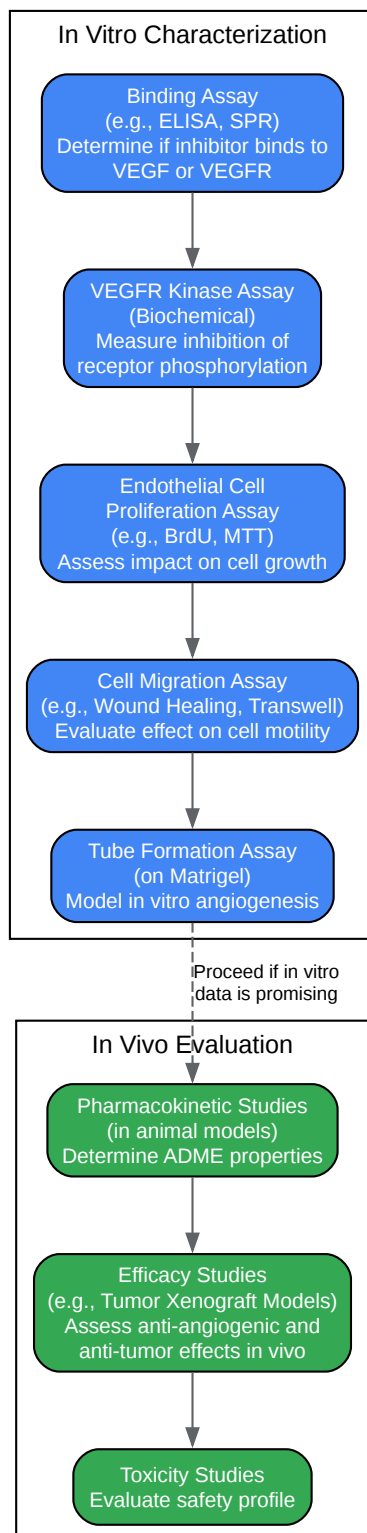 In Vitro Characterization
Binding Assay
(e.g., ELISA, SPR)
Determine if inhibitor binds to
VEGF or VEGFR
VEGFR Kinase Assay
(Biochemical)
Measure inhibition of
receptor phosphorylation
Endothelial Cell
Proliferation Assay
(e.g., BrdU, MTT)
Assess impact on cell growth
Cell Migration Assay
(e.g., Wound Healing, Transwell)
Evaluate effect on cell motility
Tube Formation Assay
(on Matrigel)
Model in vitro angiogenesis
Proceed if in vitro
data is promising
In Vivo Evaluation
Pharmacokinetic Studies
(in animal models)
Determine ADME properties
Efficacy Studies
(e.g., Tumor Xenograft Models)
Assess anti-angiogenic and
anti-tumor effects in vivo
Toxicity Studies
Evaluate safety profile